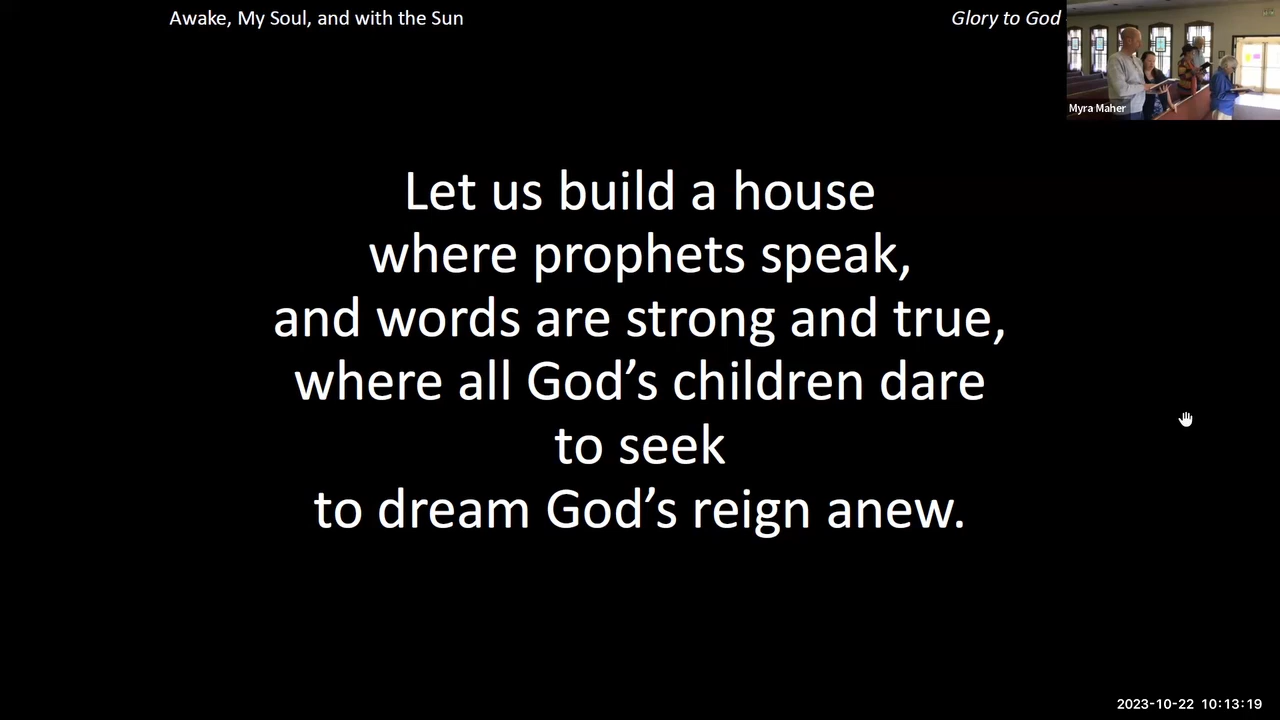 Awake, My Soul, and with the Sun
Glory to God
Myra Maher
Let us build a house
where prophets speak,
and words are strong and true,
where all God’s children dare
to seek
to dream God’s reign anew.
2023-10-22 10:13:19